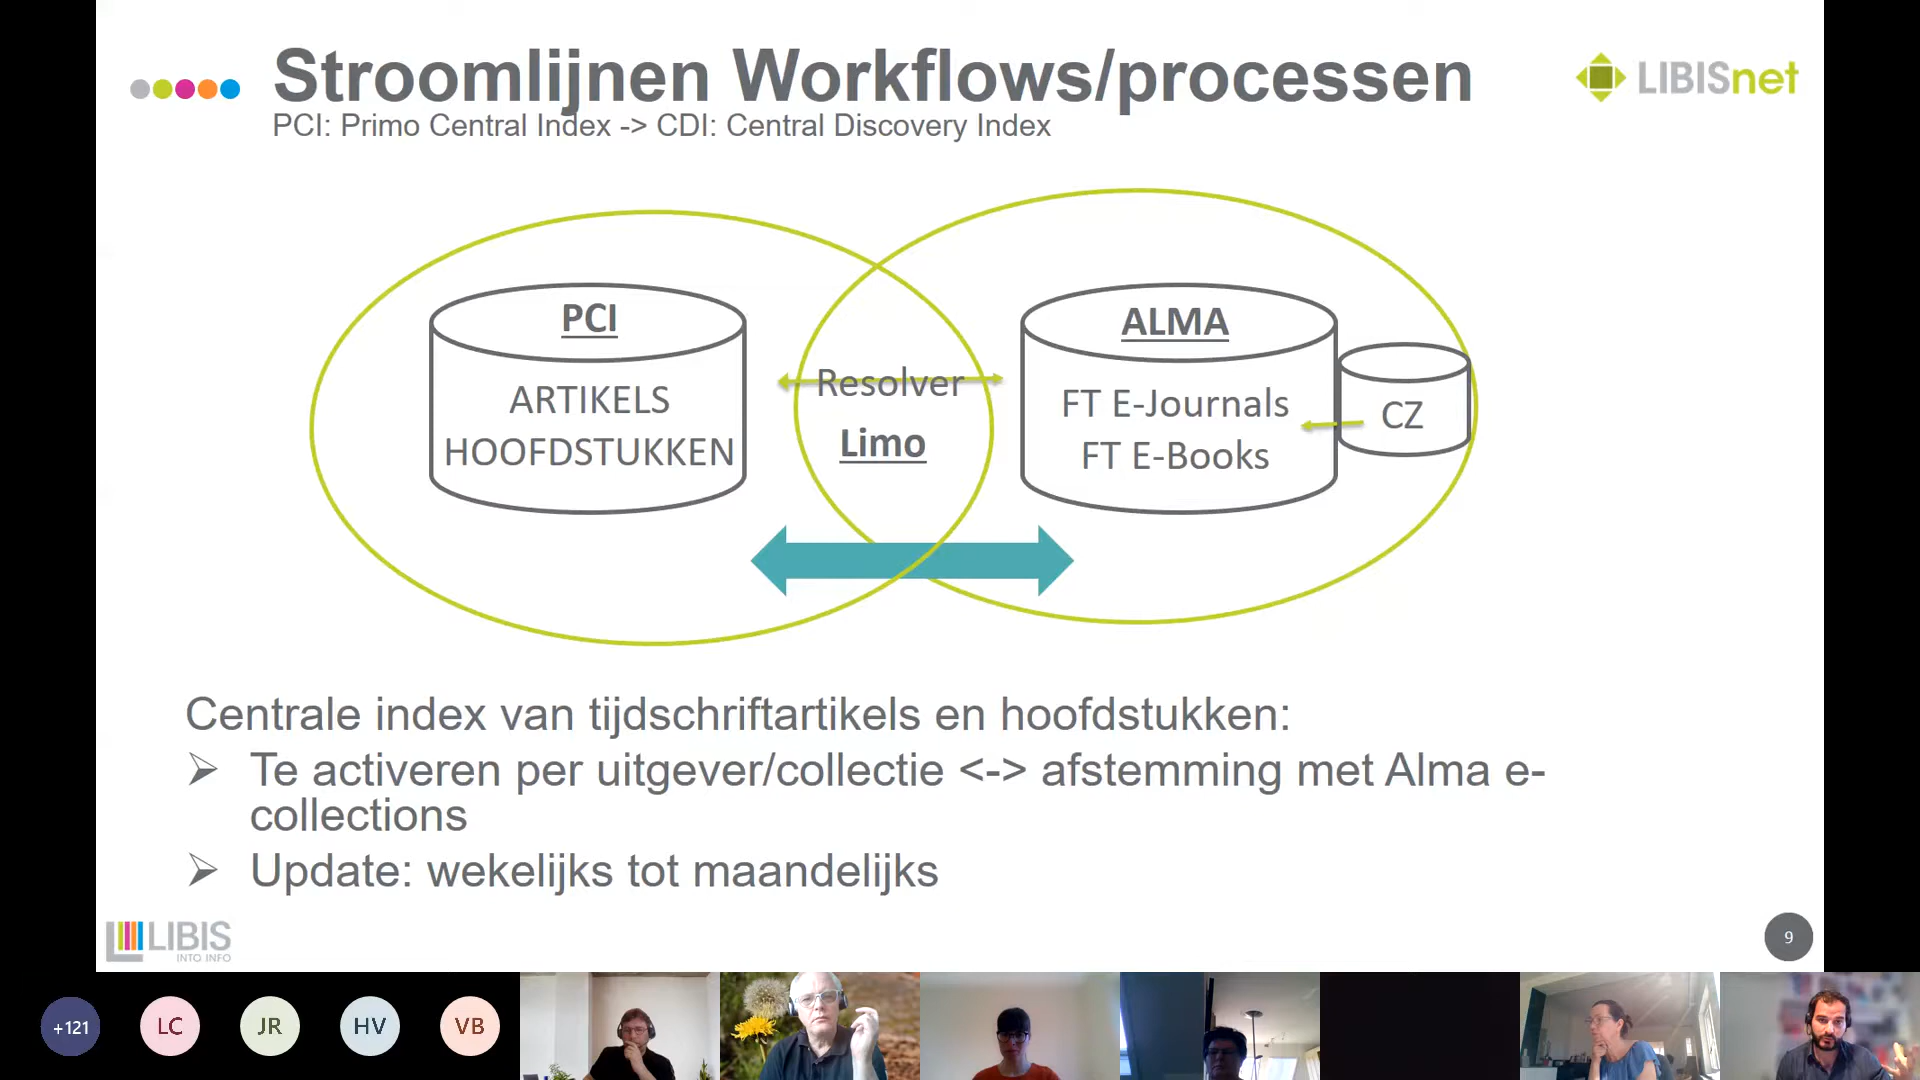 Stroomlijnen Workflows/processen
LIBISnet
PCI: Primo Central Index -> CDI: Central Discovery Index
PCI
ARTIKELS
HOOFDSTUKKEN
Resolver
Limo
ALMA
FT E-Journals
FT E-Books
CZ
Centrale index van tijdschriftartikels en hoofdstukken:
Te activeren per uitgever/collectie <-> afstemming met Alma e-
collections
Update: wekelijks tot maandelijks
LIBIS
INTO INFO
9
+121
LC
JR
HV
VB